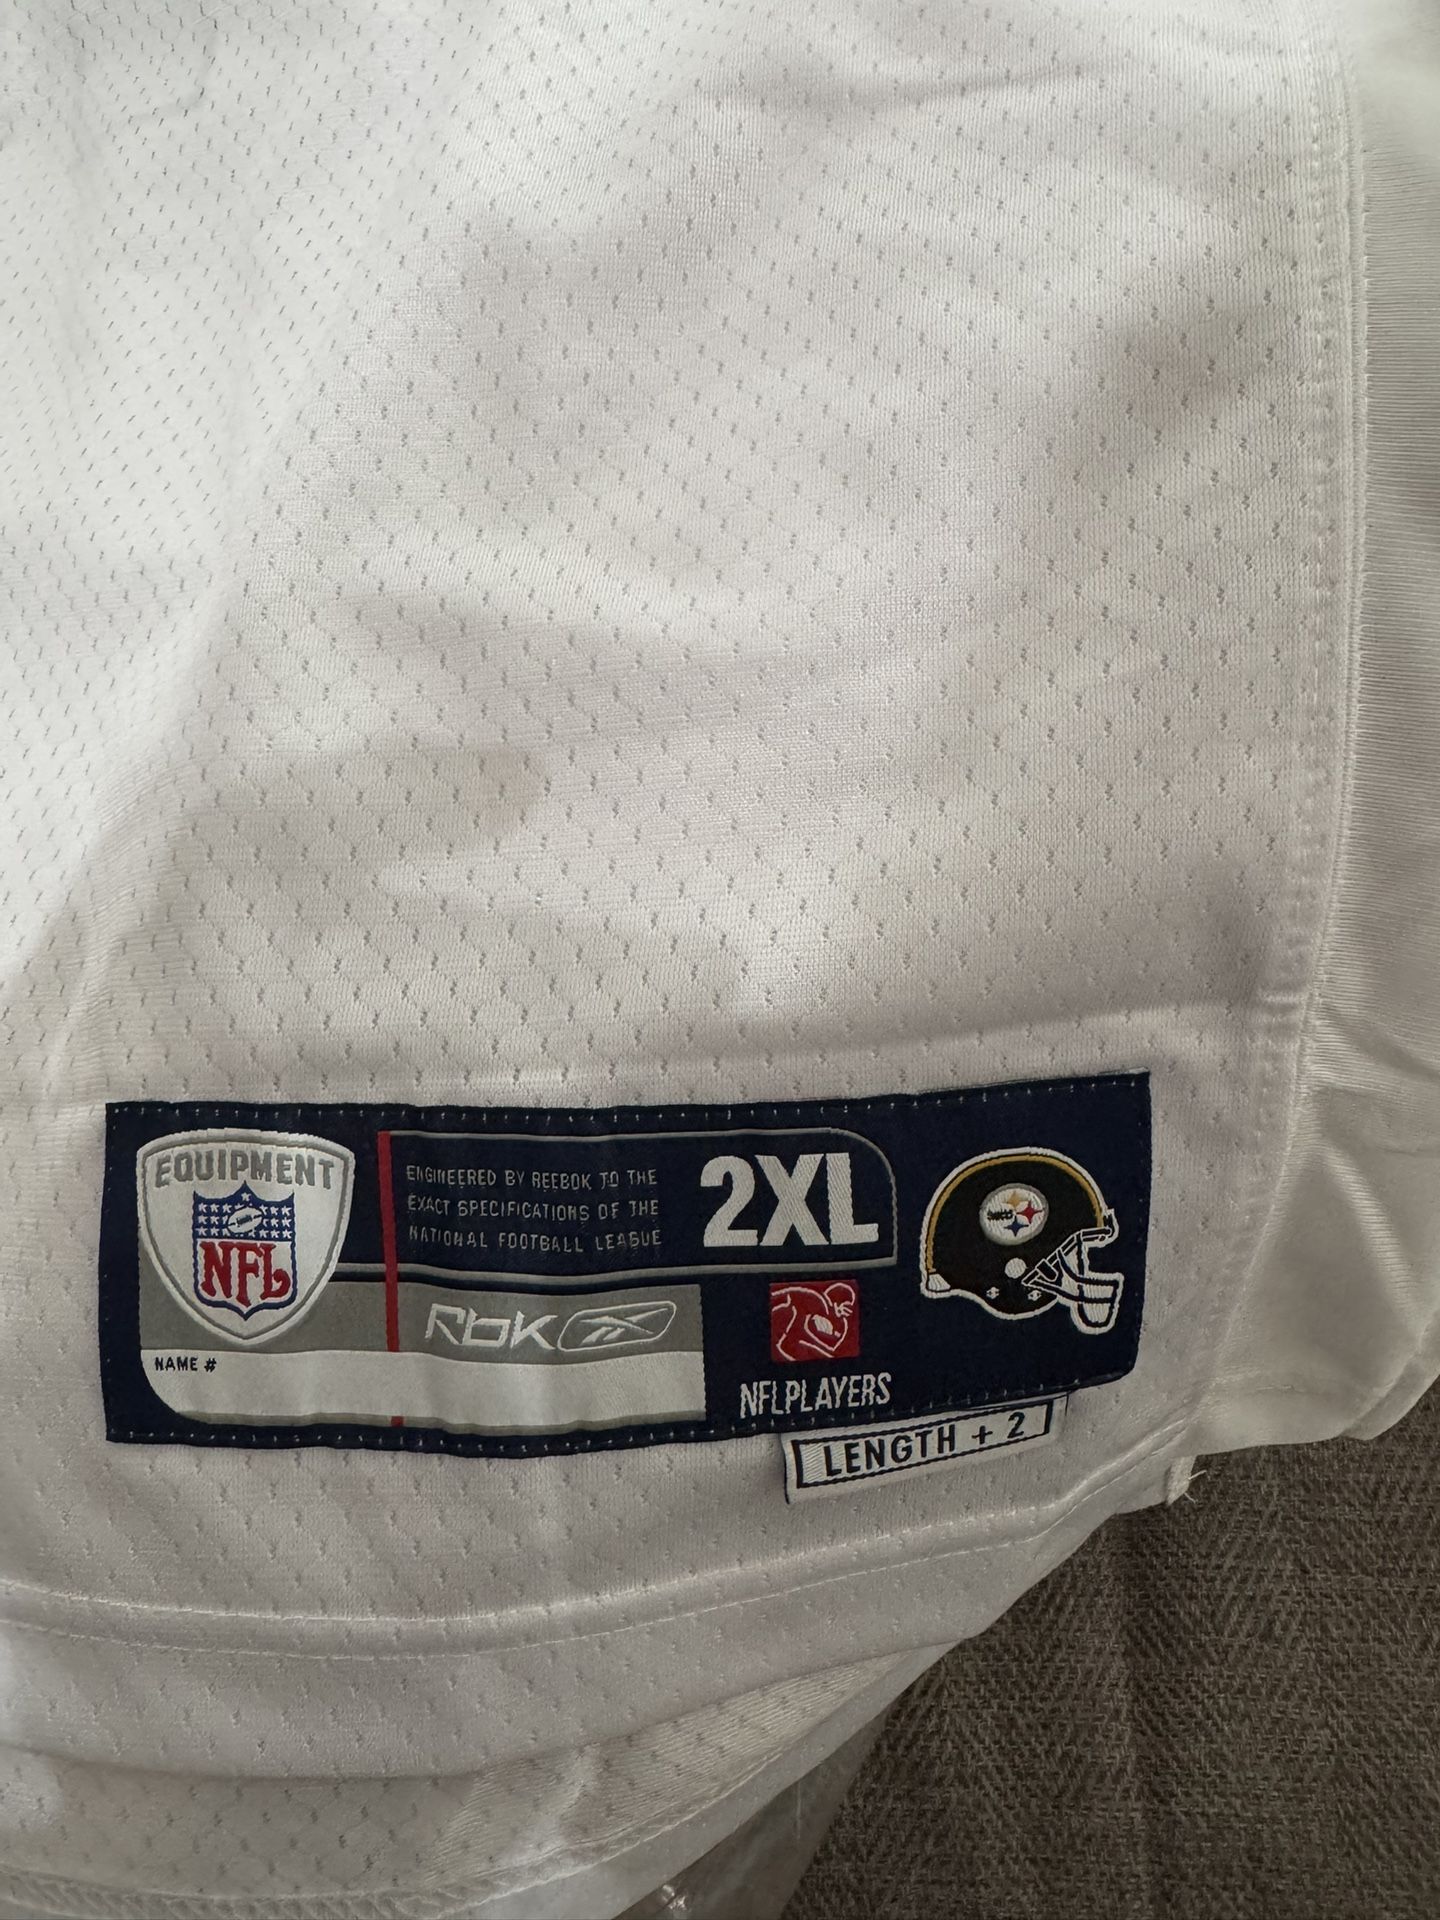 EQUIPMENT
NFL
ENGINEERED BY REEBOK TO THE
EXACT SPECIFICATIONS OF THE
NATIONAL FOOTBALL LEAGUE
2XL
RBK
NAME #
NFLPLAYERS
LENGTH + 2